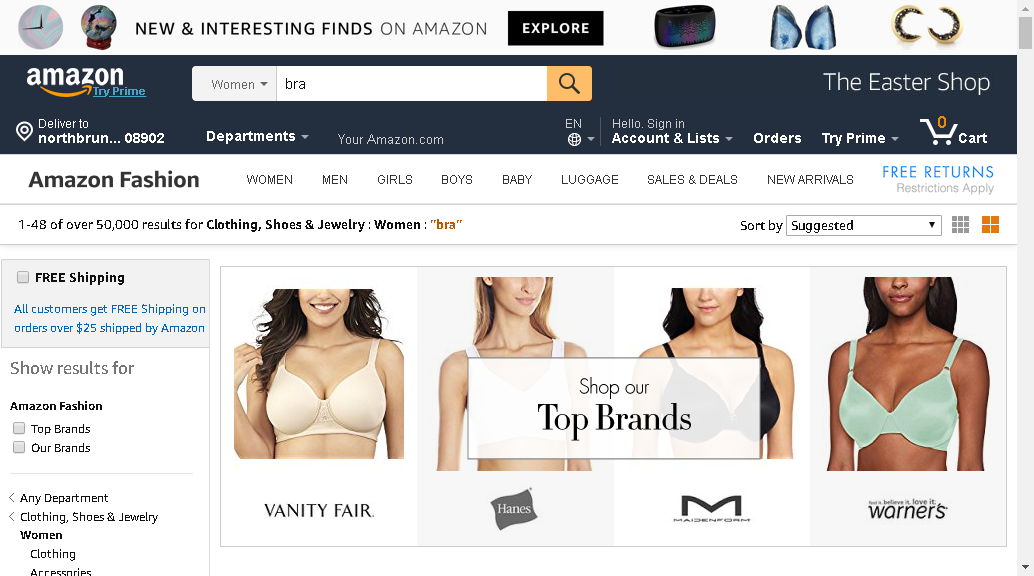 NEW & INTERESTING FINDS ON AMAZON EXPLORE
amazon
Try Prime
Women
bra
The Easter Shop
Deliver to
northbrun... 08902
Departments
Your Amazon.com
EN
Hello. Sign in
Account & Lists
Orders
Try Prime
0
Cart
Amazon Fashion
WOMEN MEN GIRLS BOYS BABY LUGGAGE SALES & DEALS NEW ARRIVALS
FREE RETURNS
Restrictions Apply
1-48 of over 50,000 results for Clothing, Shoes & Jewelry : Women : "bra"
Sort by Suggested
FREE Shipping
All customers get FREE Shipping on
orders over $25 shipped by Amazon
Show results for
Amazon Fashion
Top Brands
Our Brands
Any Department
Clothing, Shoes & Jewelry
Women
Clothing
Accessories
Shop our
Top Brands
VANITY FAIR.
Hanes
MAIDENFORM
feel it. believe it. love it.
warner's